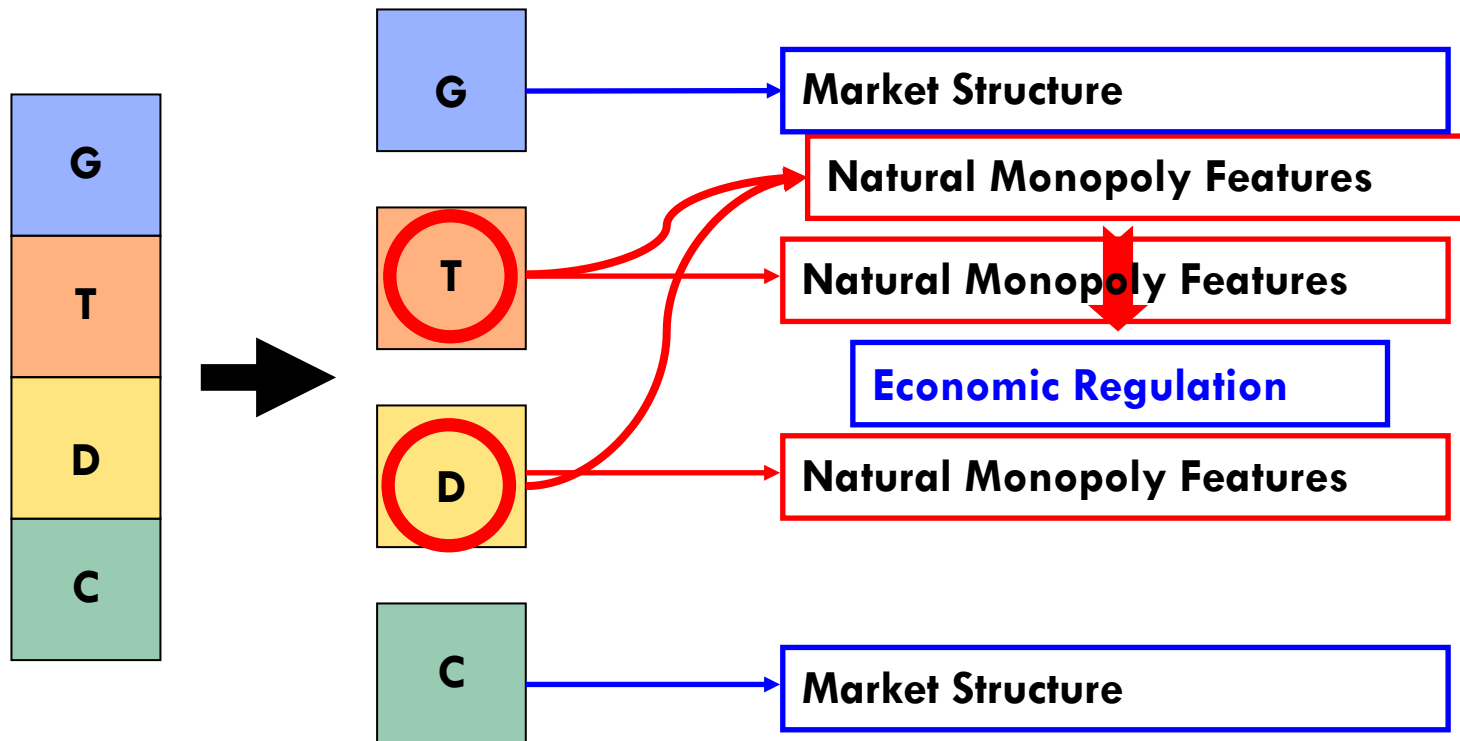 G
T
D
C
G
T
D
C
Market Structure
Natural Monopoly Features
Natural Monopoly Features
Economic Regulation
Natural Monopoly Features
Market Structure